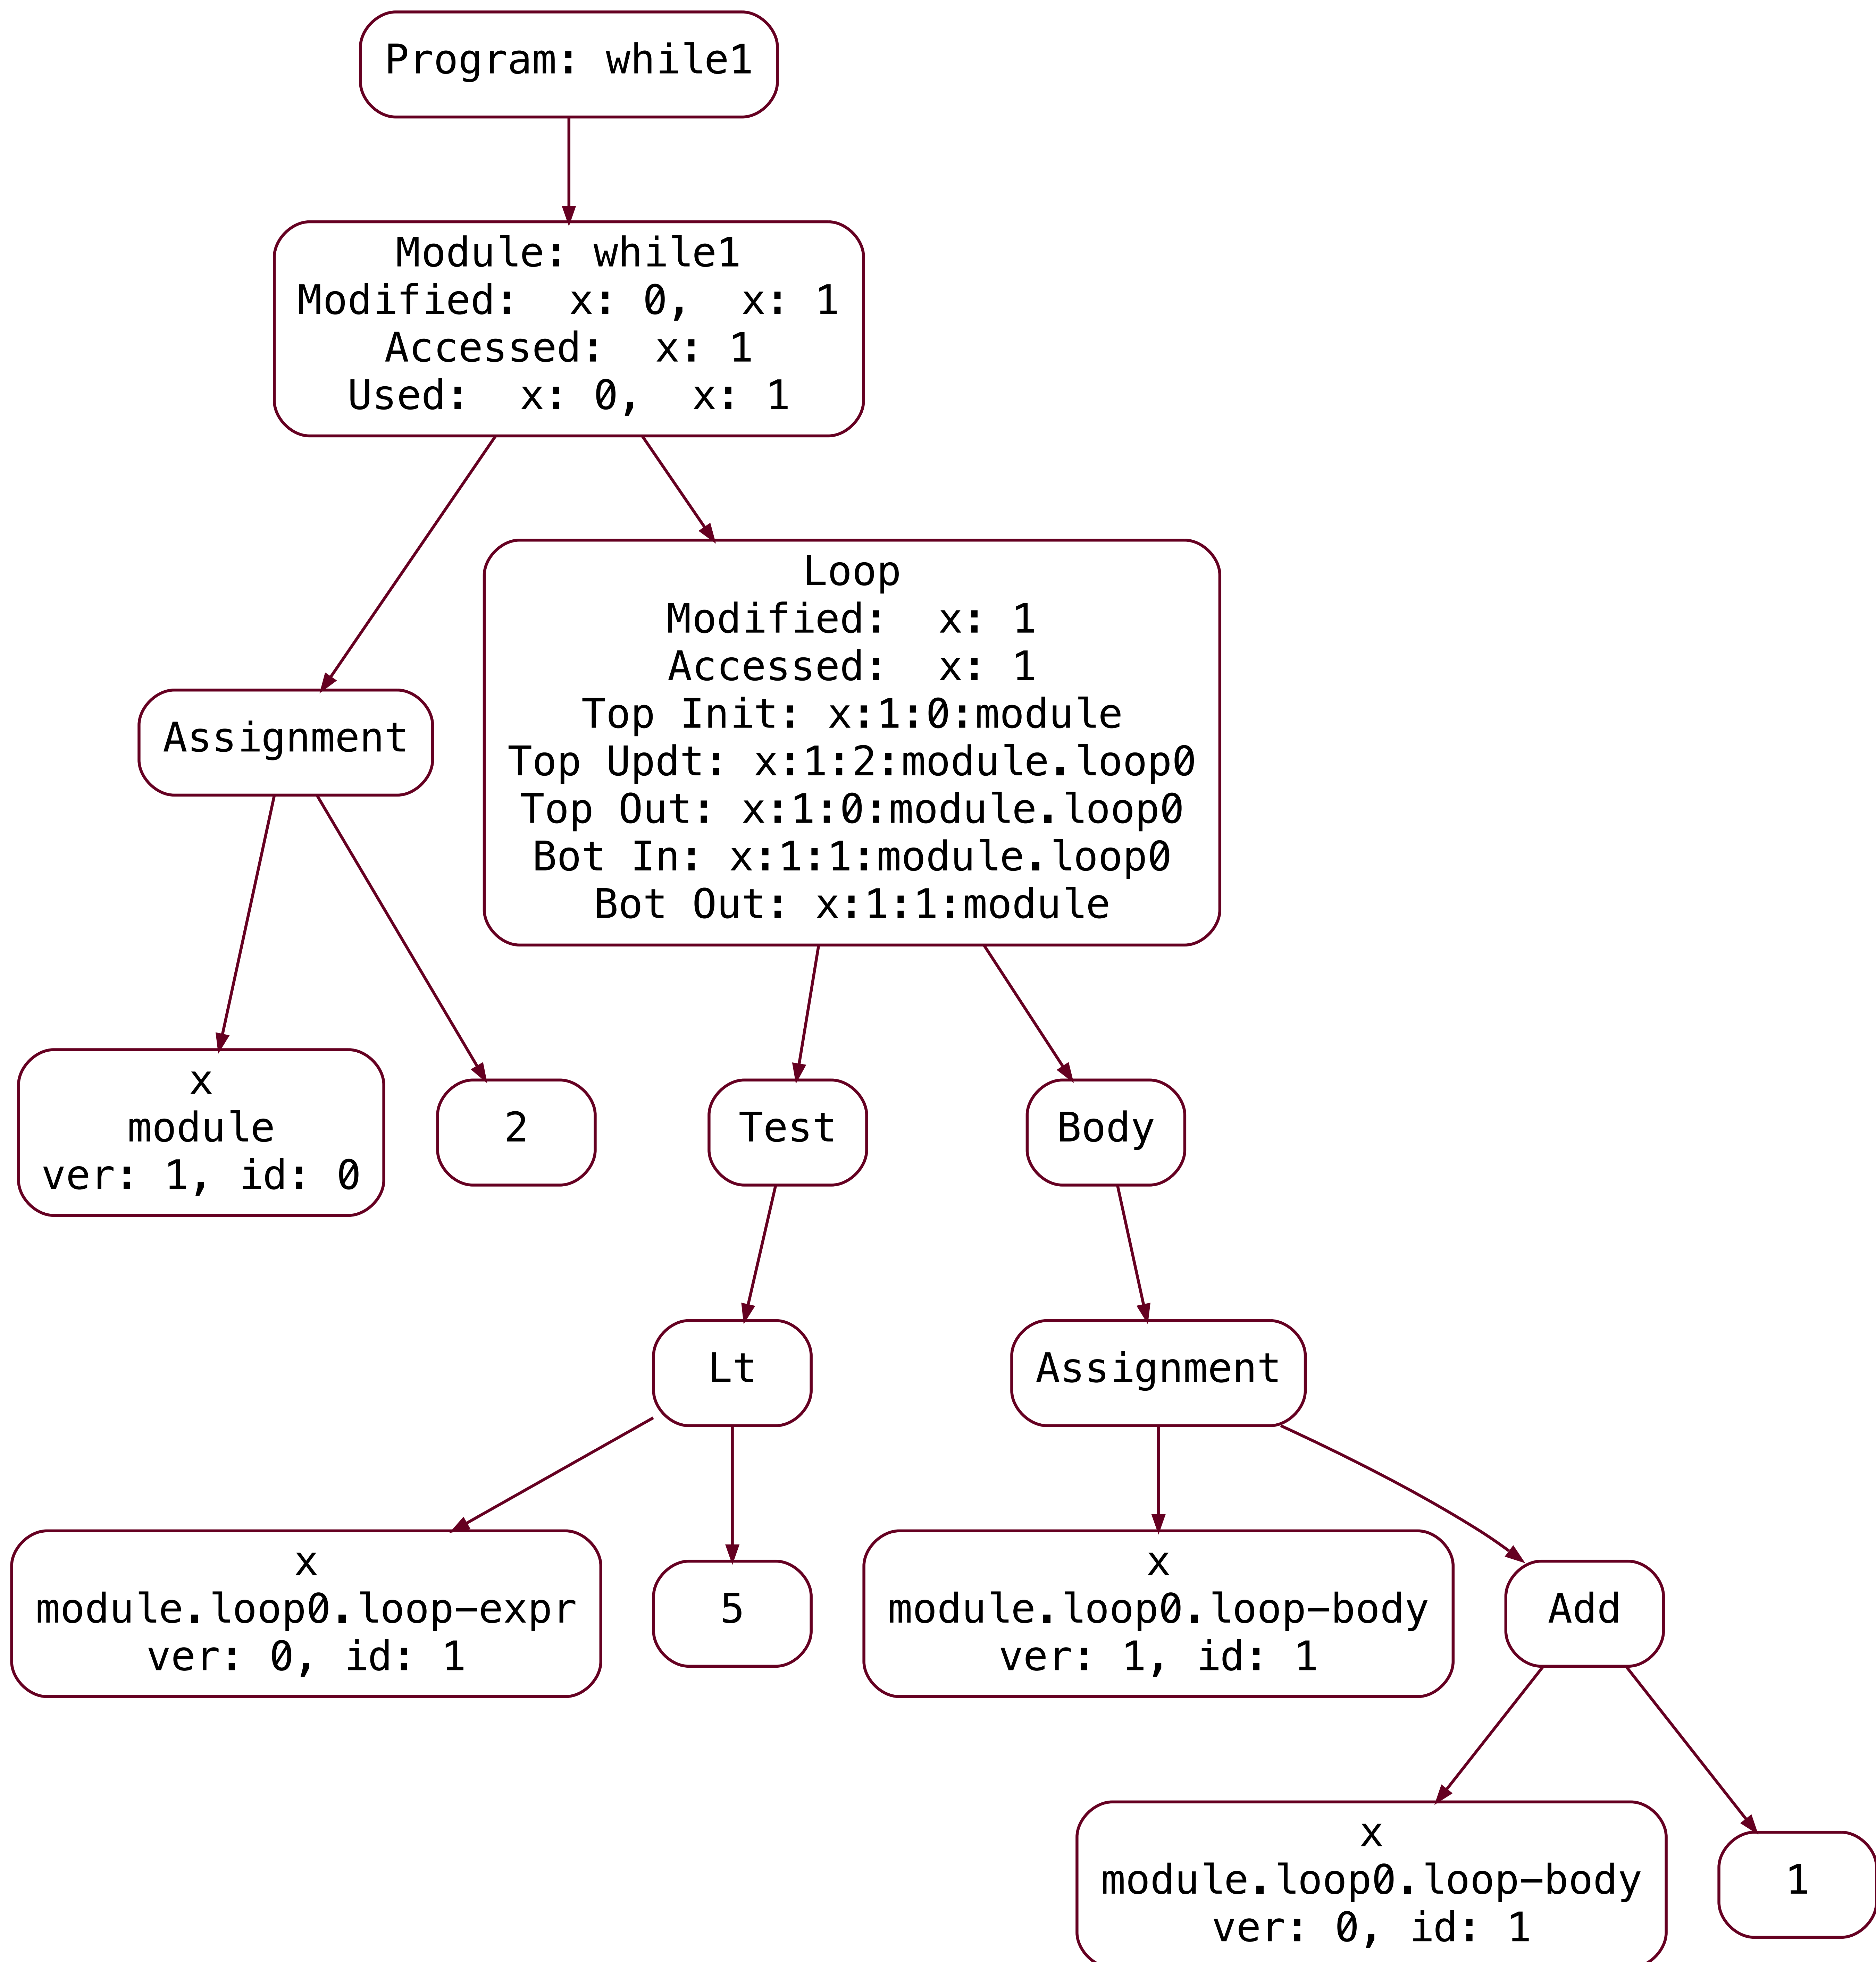 Program: while1
Module: while1
Modified:  x: 0,  x: 1
Accessed:  x: 1
Used:  x: 0,  x: 1
Loop
Modified:  x: 1
Accessed:  x: 1
Top Init: x:1:0:module
Top Updt: x:1:2:module.loop0
Top Out: x:1:0:module.loop0
Bot In: x:1:1:module.loop0
Bot Out: x:1:1:module
Assignment
x
module
ver: 1, id: 0
2
Test
Body
Lt
Assignment
x
module.loop0.loop-expr
ver: 0, id: 1
5
x
module.loop0.loop-body
ver: 1, id: 1
Add
x
module.loop0.loop-body
ver: 0, id: 1
1